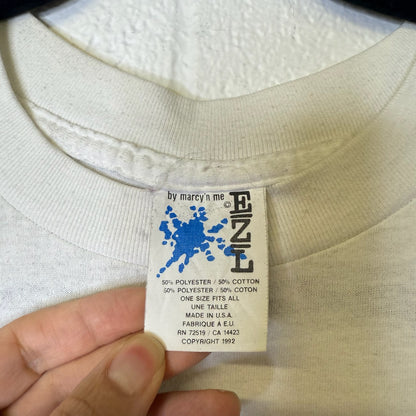 by marcy'n me
©
EZL
50% POLYESTER / 50% COTTON
50% POLYESTER / 50% COTON
ONE SIZE FITS ALL
UNE TAILLE
MADE IN U.S.A.
FABRIQUE A E.U.
RN 72519 / CA 14423
COPYRIGHT 1992